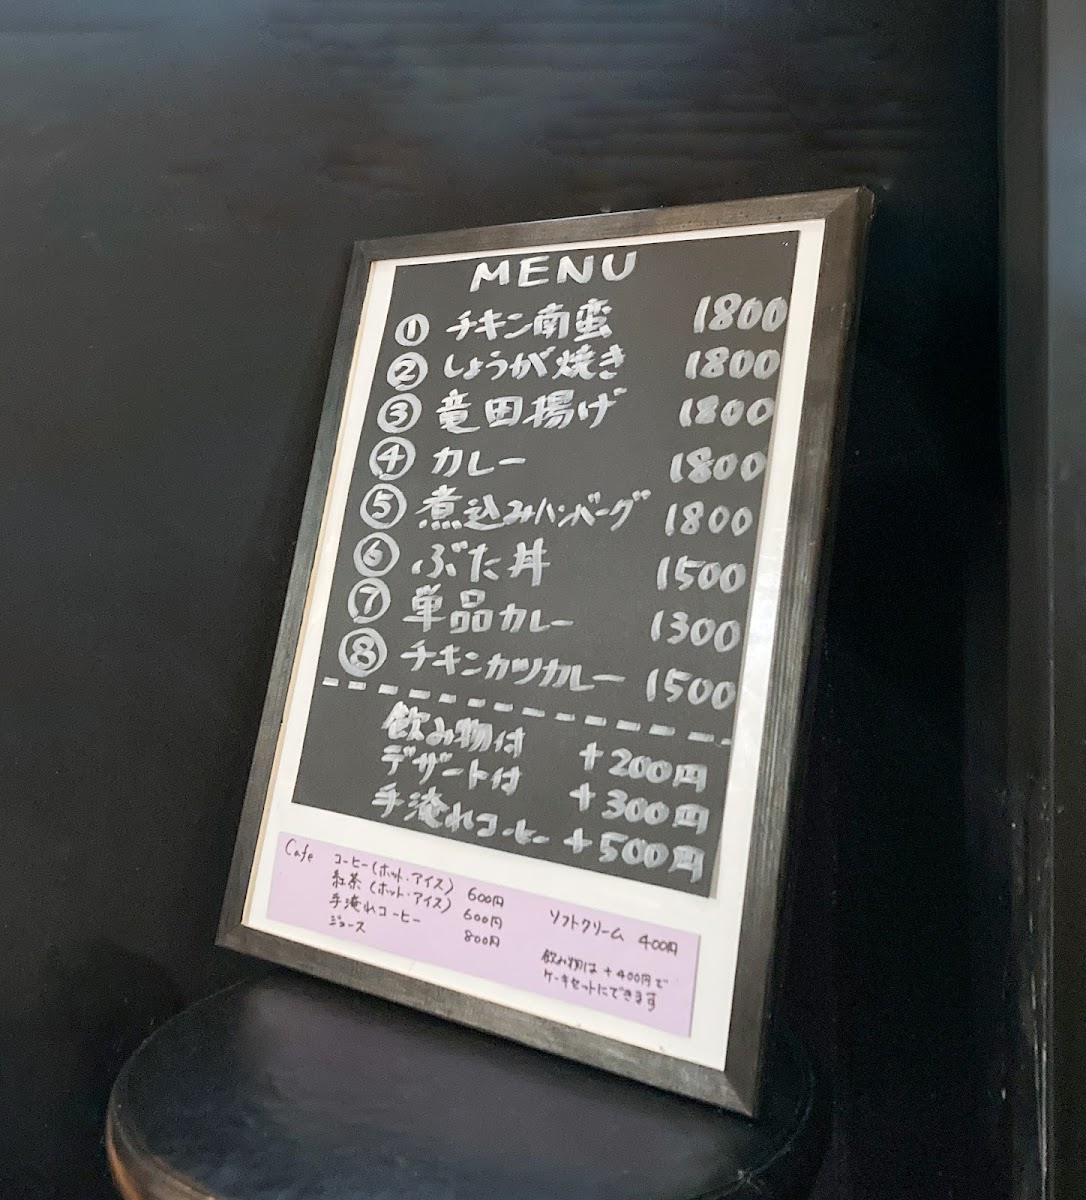 MENU
① チキン南蛮 1800
② しょうが焼き 1800
③ 竜田揚げ 1800
④ カレー 1800
⑤ 煮込みハンバーグ 1800
⑥ ぶた丼 1500
⑦ 単品カレー 1300
⑧ チキンカツカレー 1500
飲み物付 +200円
デザート付 +300円
手淹れコーヒー +500円
Cafe コーヒー(ホット・アイス) 600円
紅茶(ホット・アイス) 600円
手淹れコーヒー 800円
ジュース
ソフトクリーム 400円
飲み物は+400円で
ケーキセットにできます